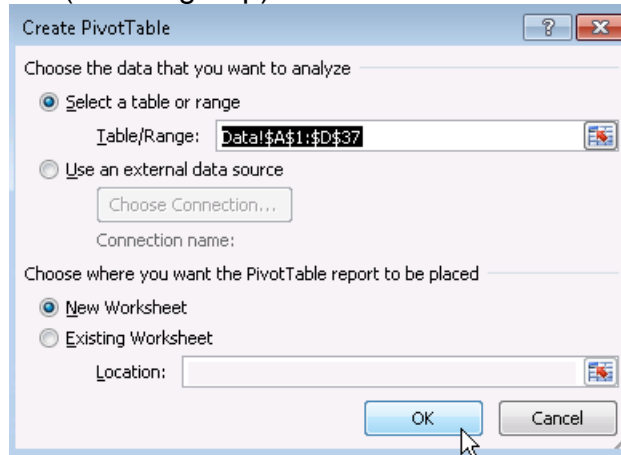 Create PivotTable
Choose the data that you want to analyze
Select a table or range
Table/Range: Data!$A$1:$D$37
Use an external data source
Choose Connection...
Connection name:
Choose where you want the PivotTable report to be placed
New Worksheet
Existing Worksheet
Location:
OK Cancel